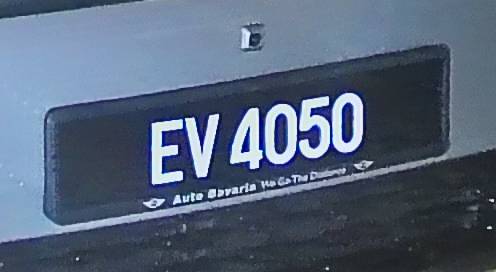 EV 4050
Auto Bavaria We Go The Distance